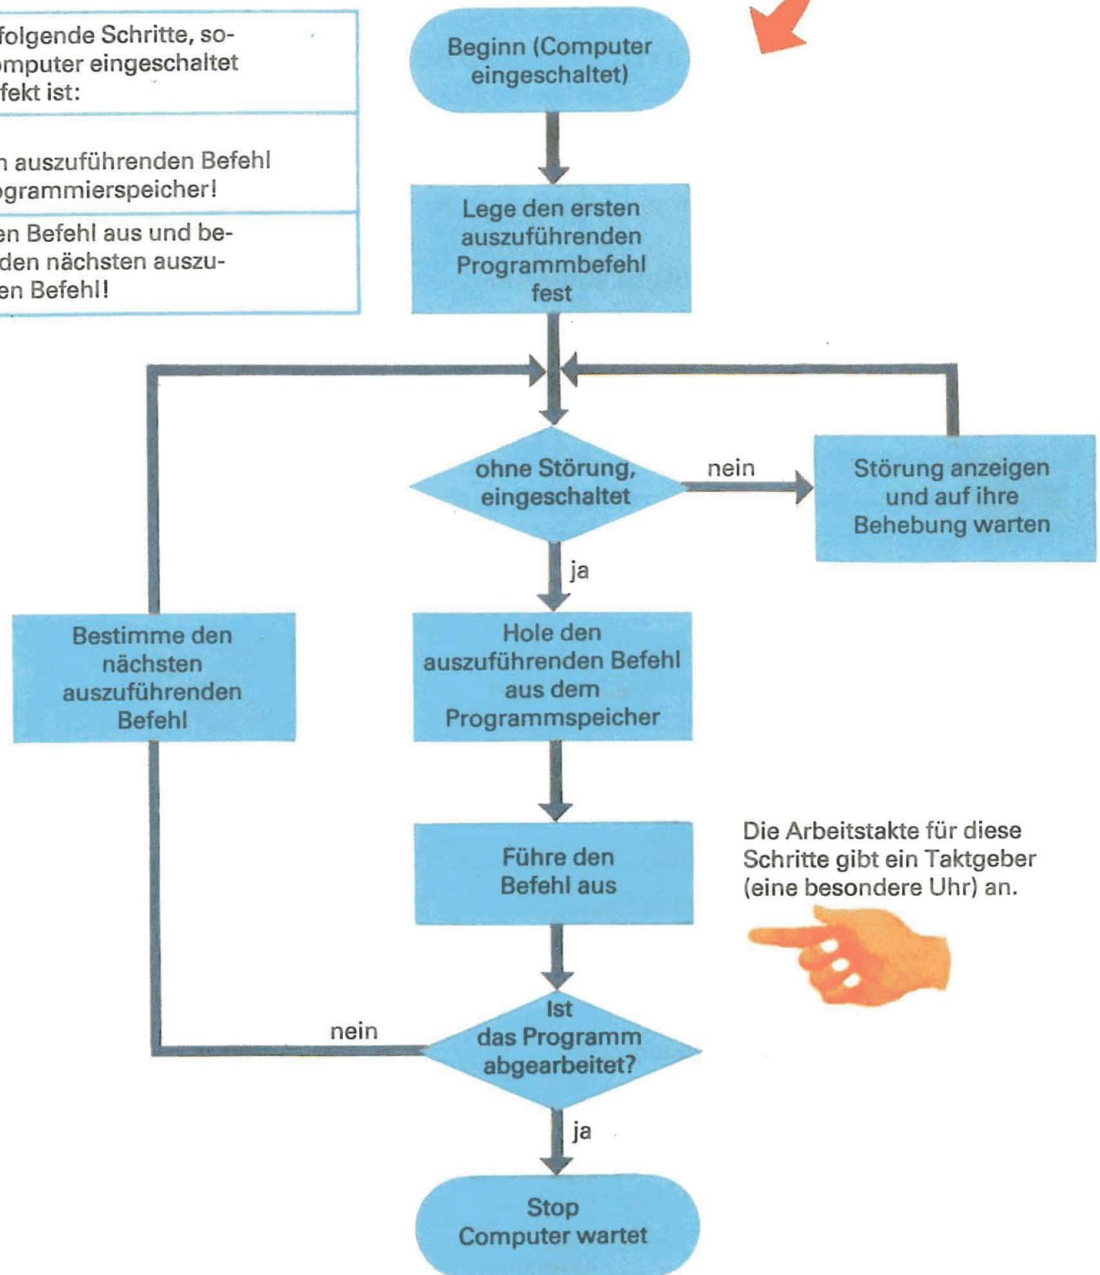 folgende Schritte, so-
omputer eingeschaltet
fekt ist:
n auszuführenden Befehl
ogrammierspeicher!
en Befehl aus und be-
den nächsten auszu-
en Befehl!
Beginn (Computer
eingeschaltet)
Lege den ersten
auszuführenden
Programmbefehl
fest
ohne Störung,
eingeschaltet
nein
Störung anzeigen
und auf ihre
Behebung warten
ja
Bestimme den
nächsten
auszuführenden
Befehl
Hole den
auszuführenden Befehl
aus dem
Programmspeicher
Führe den
Befehl aus
Die Arbeitstakte für diese
Schritte gibt ein Taktgeber
(eine besondere Uhr) an.
Ist
das Programm
abgearbeitet?
nein
ja
Stop
Computer wartet